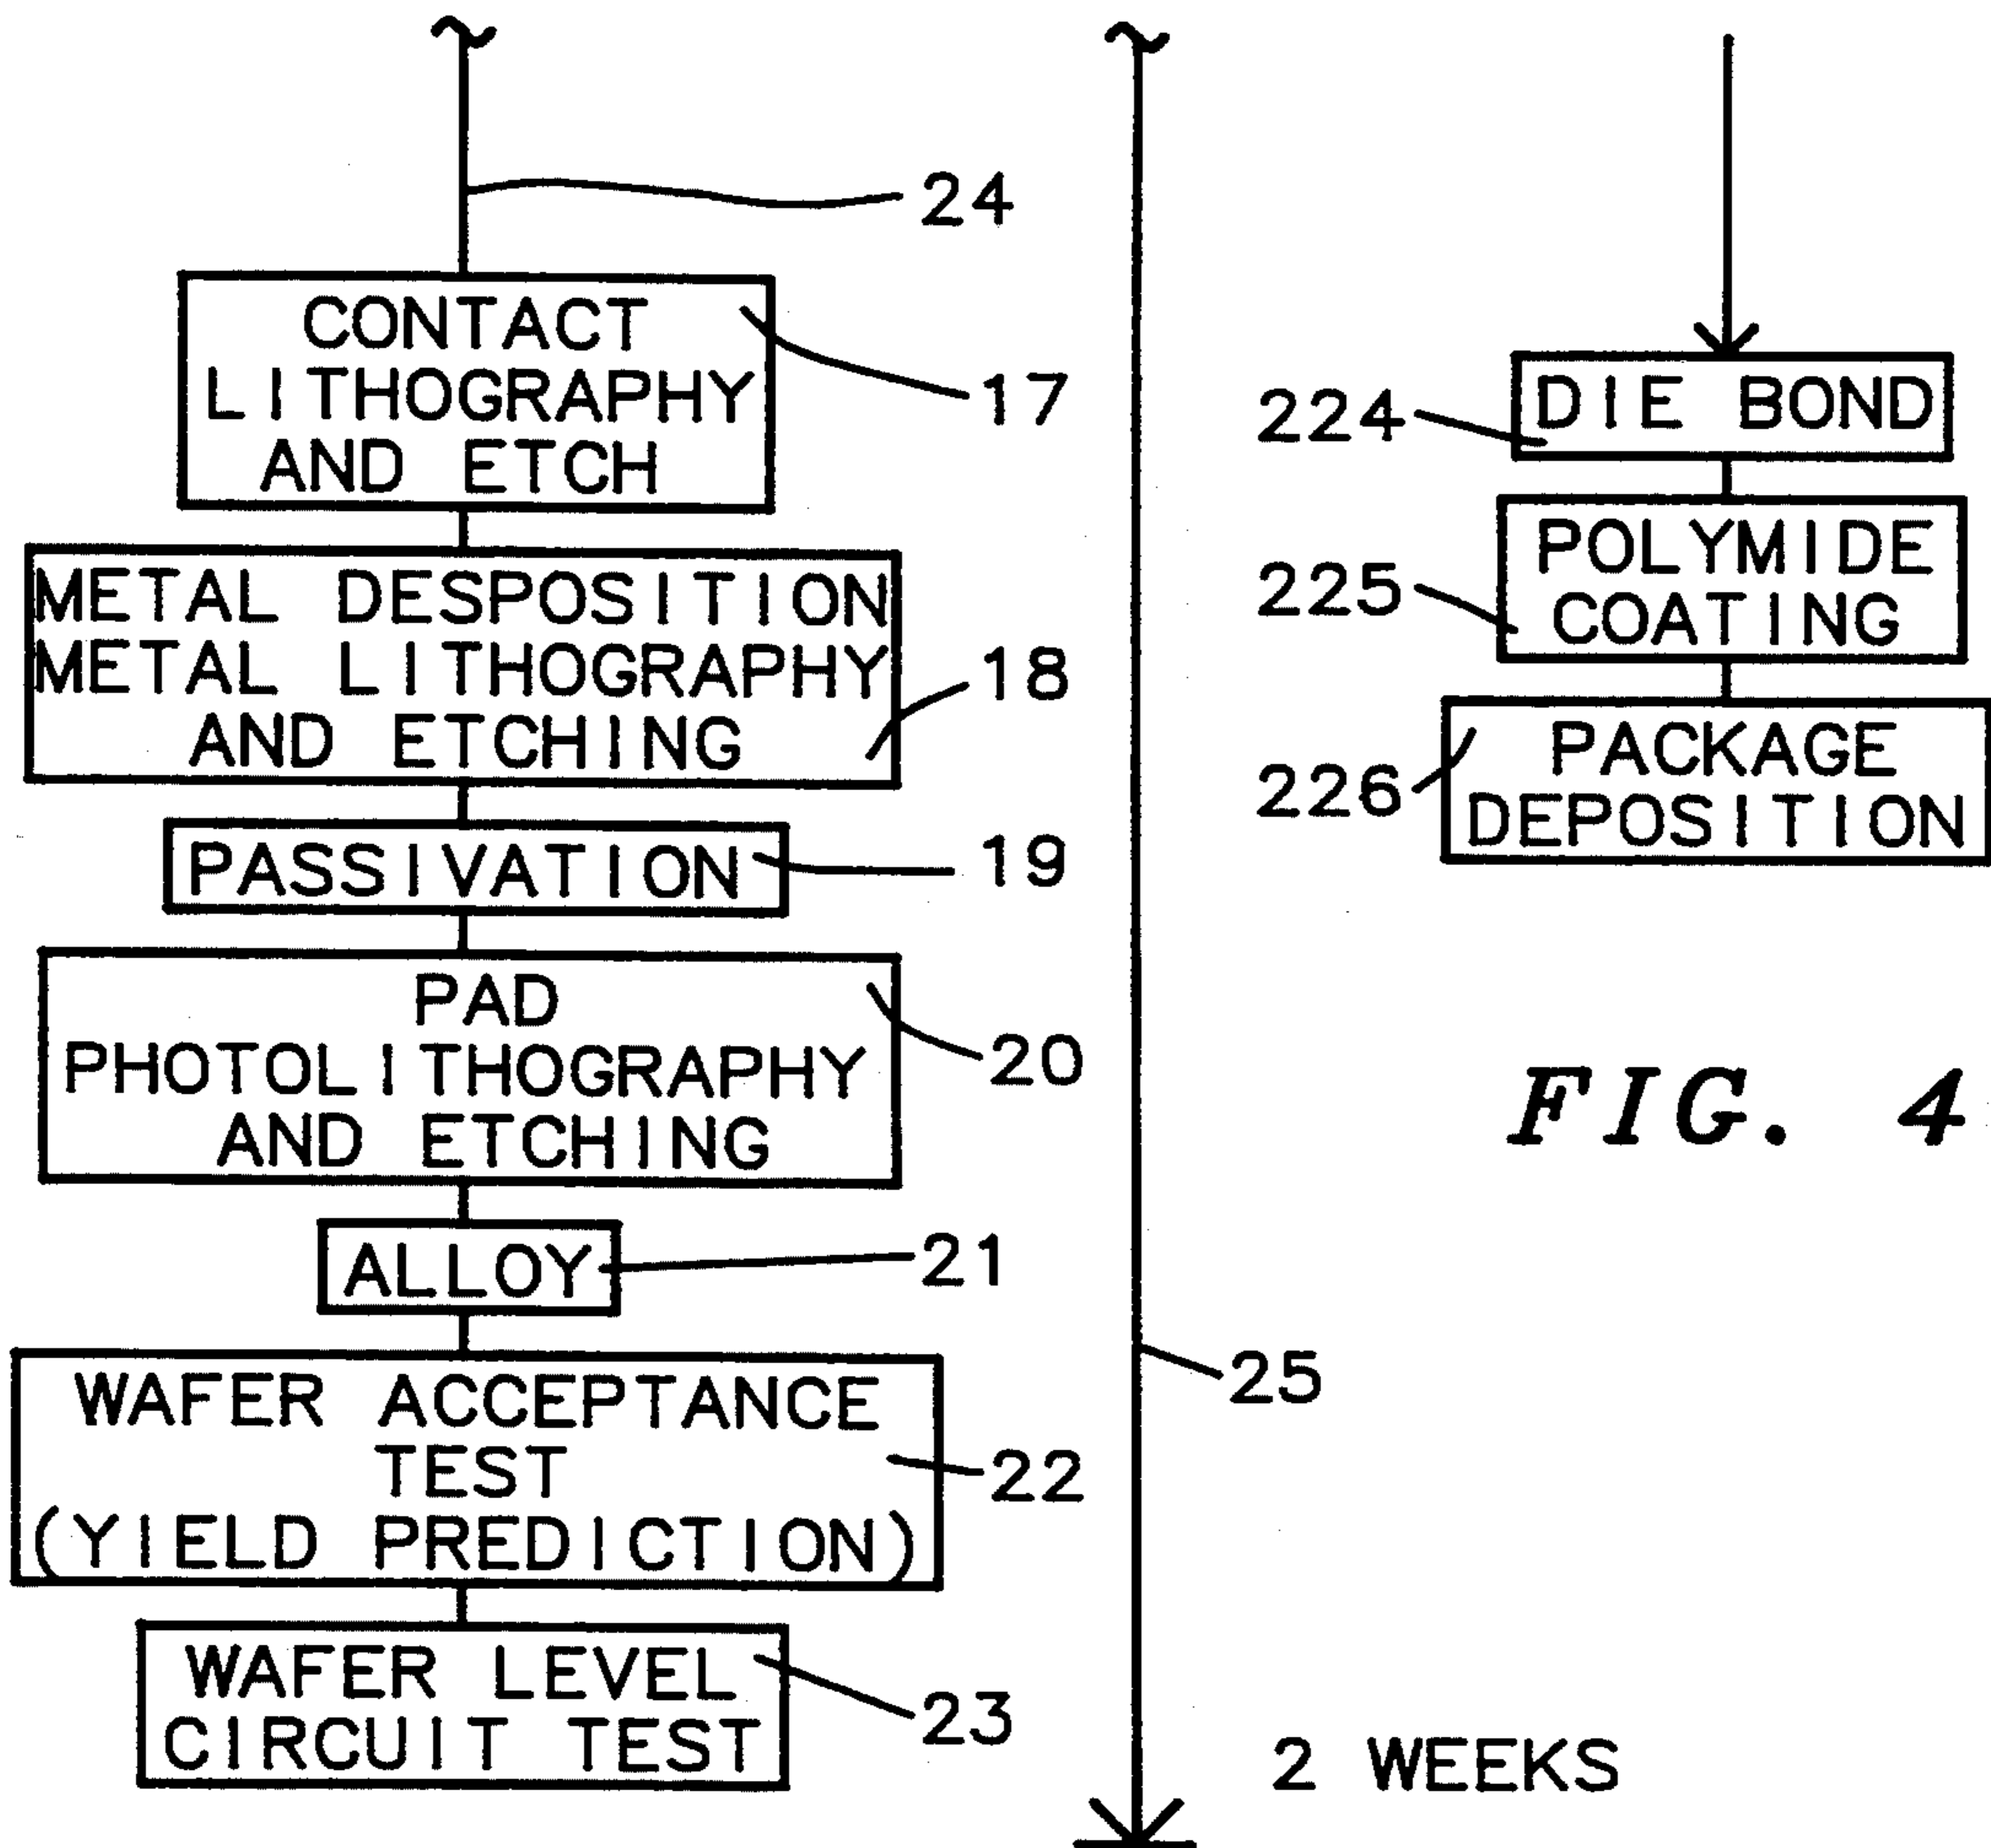 24
CONTACT
LITHOGRAPHY
AND ETCH
17
METAL DESPOSITION
METAL LITHOGRAPHY
AND ETCHING
18
PASSIVATION
19
PAD
PHOTOLITHOGRAPHY
AND ETCHING
20
ALLOY
21
WAFER ACCEPTANCE
TEST
(YIELD PREDICTION)
22
WAFER LEVEL
CIRCUIT TEST
23
25
2 WEEKS
224
DIE BOND
225
POLYMIDE
COATING
226
PACKAGE
DEPOSITION
FIG. 4